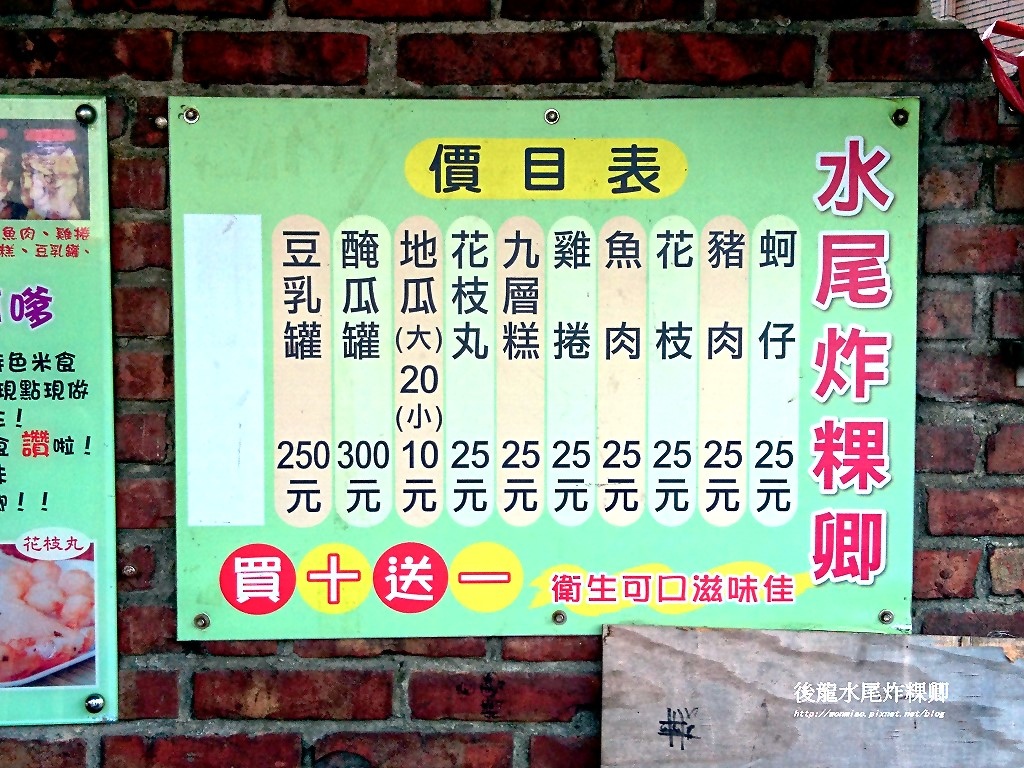 價目表
水尾炸粿卿
蚵仔 25元
豬肉 25元
花枝 25元
魚肉 25元
雞捲 25元
九層糕 25元
花枝丸 25元
地瓜(大)20(小)10元
醃瓜罐 300元
豆乳罐 250元
買十送一
衛生可口滋味佳
魚肉、雞捲
糕、豆乳罐、
嗲
色米食
現點現做
!
讚啦!
!!
花枝丸
後龍水尾炸粿卿
http://monmiao.pixnet.net/blog